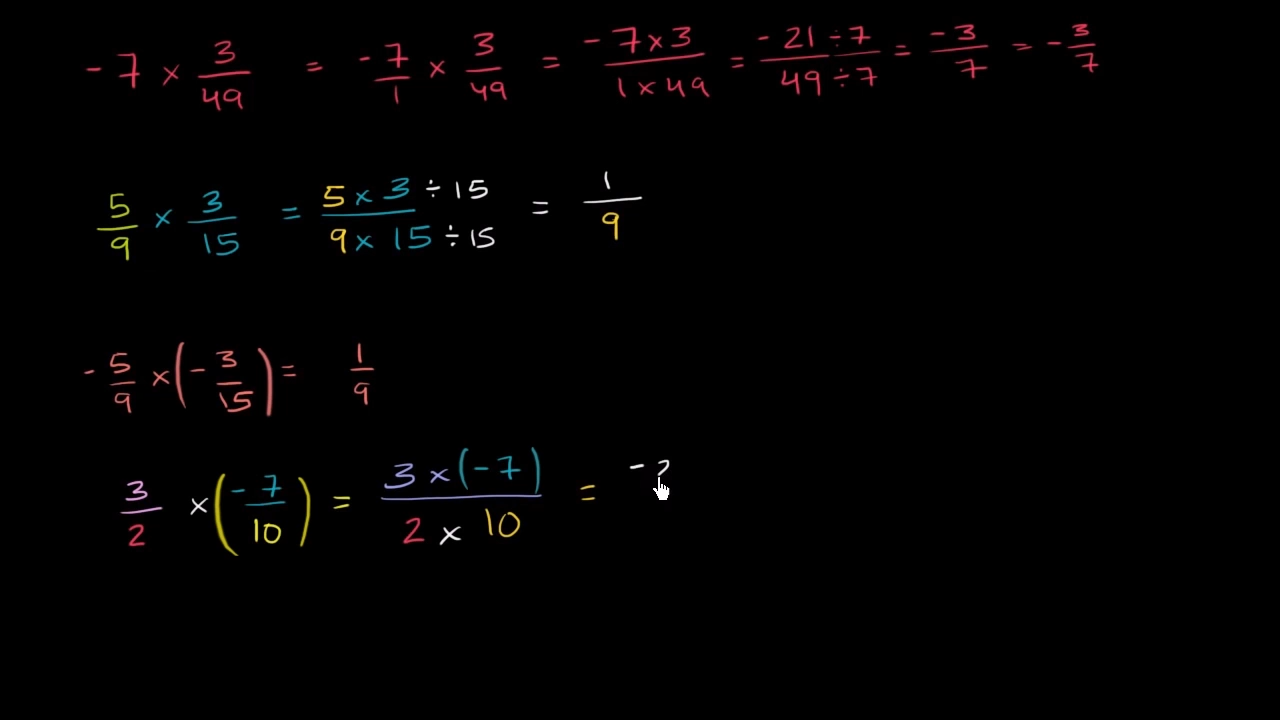 -7 × 3/49 = -7/1 × 3/49 = -7×3/1×49 = -21÷7/49÷7 = -3/7 = -3/7
5/9 × 3/15 = 5×3÷15/9×15÷15 = 1/9
-5/9 ×(-3/15)= 1/9
3/2 ×(-7/10) = 3×(-7)/2×10 = -